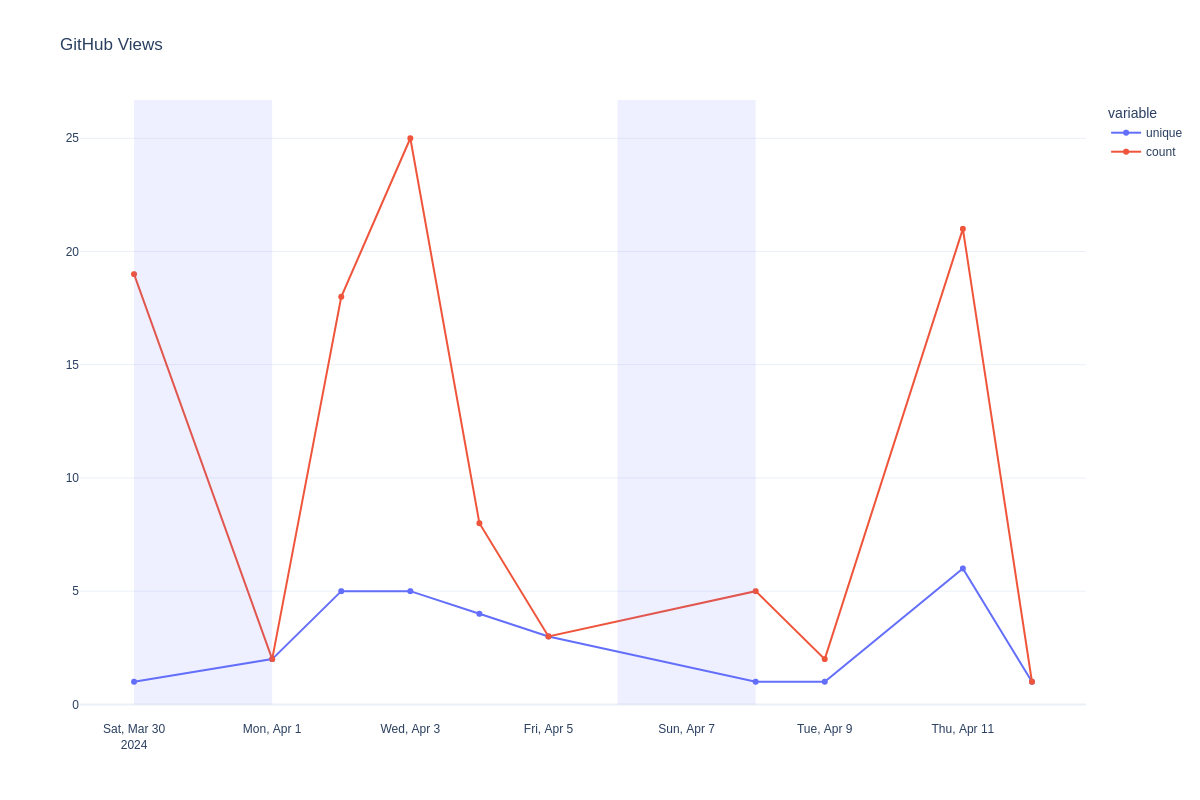 GitHub Views
variable
unique
count
25
20
15
10
5
0
Sat, Mar 30
2024
Mon, Apr 1
Wed, Apr 3
Fri, Apr 5
Sun, Apr 7
Tue, Apr 9
Thu, Apr 11